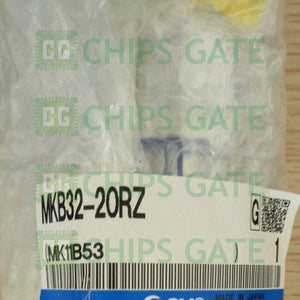 CHIPS GATE
CHIPS GATE
CHIPS GATE
MKB32-20RZ
G
(MK11B53 ) 1
CHIPS GATE
MADE IN JAPAN